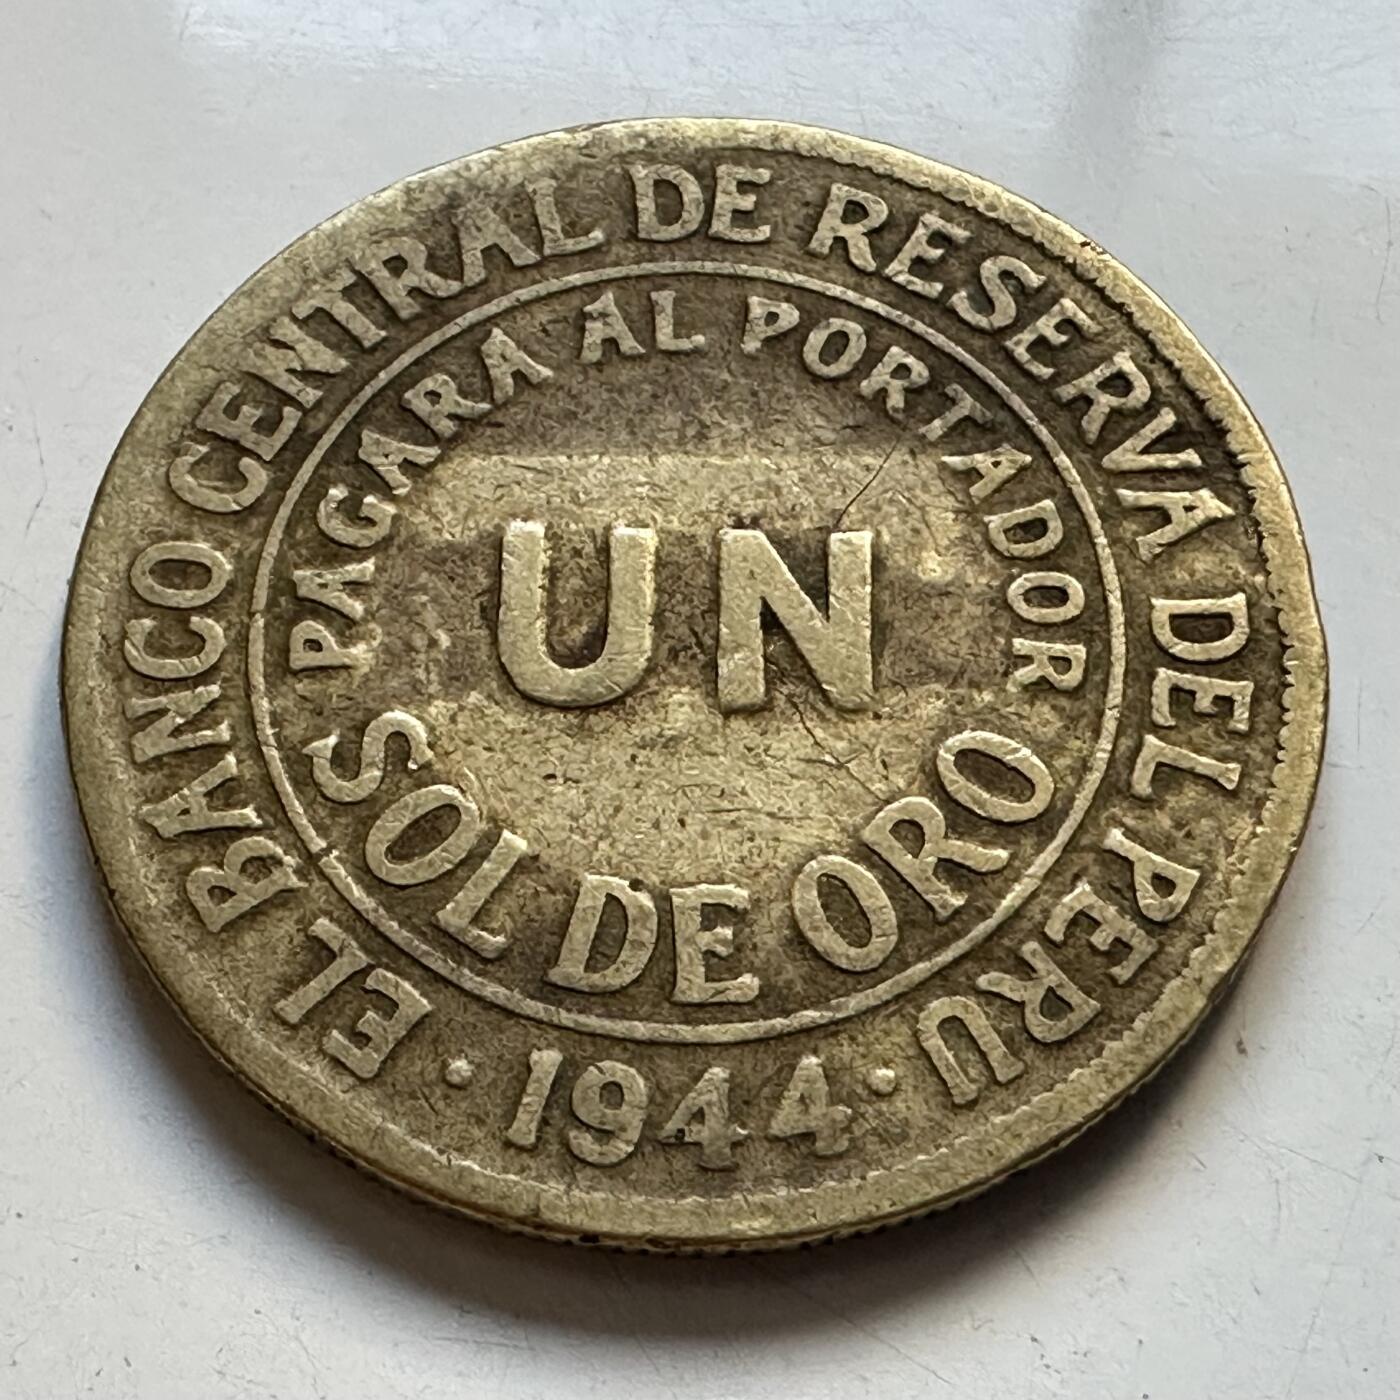 EL BANCO CENTRAL DE RESERVA DEL PERU
PAGARA AL PORTADOR
UN
SOL DE ORO
· 1944 ·